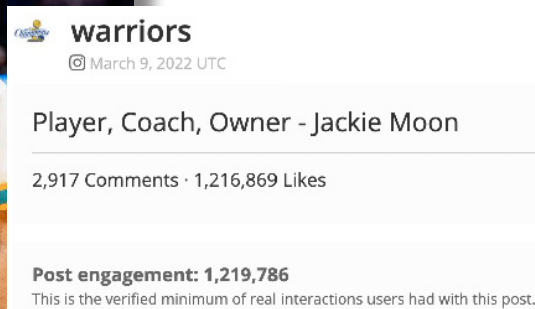 warriors
March 9, 2022 UTC
Player, Coach, Owner - Jackie Moon
2,917 Comments · 1,216,869 Likes
Post engagement: 1,219,786
This is the verified minimum of real interactions users had with this post.